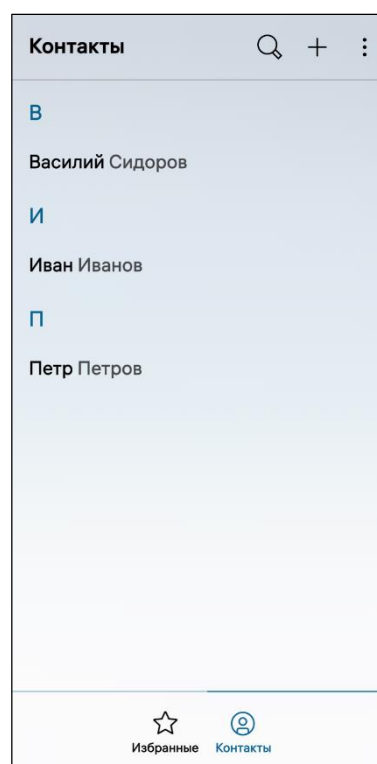 Контакты
В
Василий Сидоров
И
Иван Иванов
П
Петр Петров
Избранные Контакты